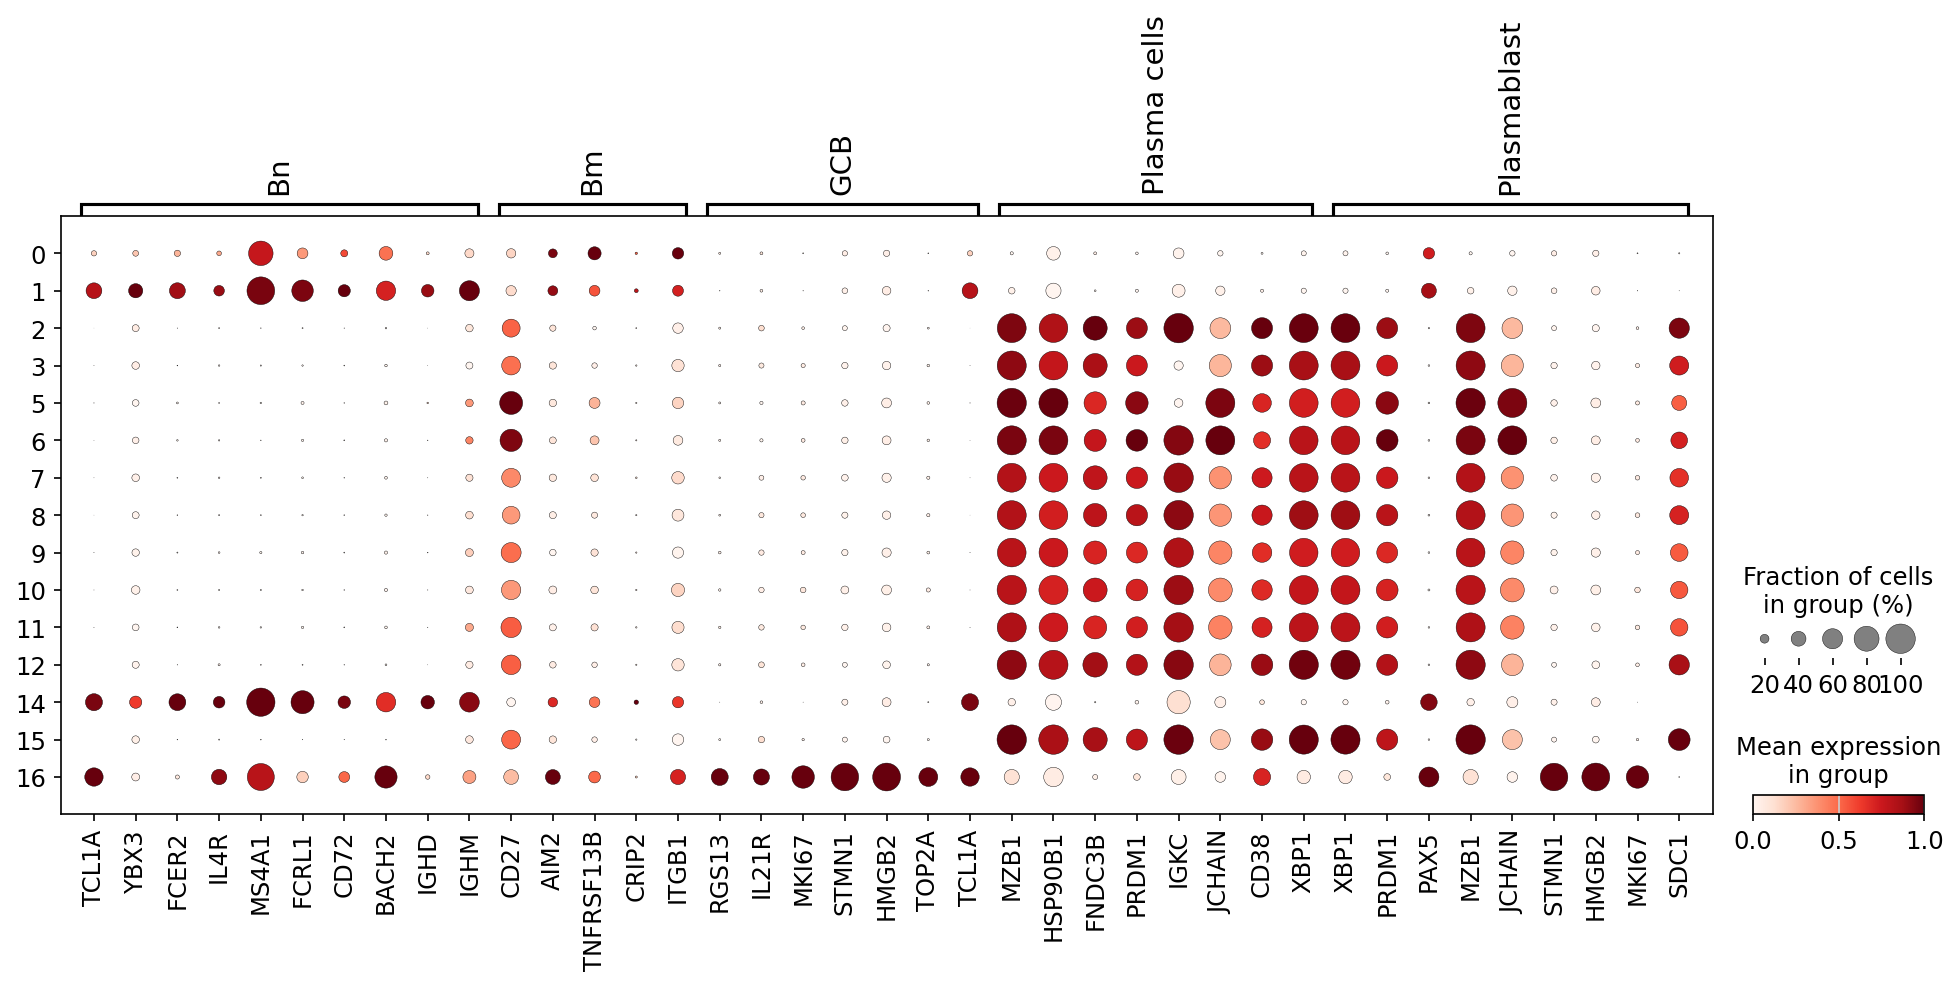 Bn
Bm
GCB
Plasma cells
Plasmablast
0
1
2
3
5
6
7
8
9
10
11
12
14
15
16
TCL1A
YBX3
FCER2
IL4R
MS4A1
FCRL1
CD72
BACH2
IGHD
IGHM
CD27
AIM2
TNFRSF13B
CRIP2
ITGB1
RGS13
IL21R
MKI67
STMN1
HMGB2
TOP2A
TCL1A
MZB1
HSP90B1
FNDC3B
PRDM1
IGKC
JCHAIN
CD38
XBP1
XBP1
PRDM1
PAX5
MZB1
JCHAIN
STMN1
HMGB2
MKI67
SDC1
Fraction of cells
in group (%)
20 40 60 80 100
Mean expression
in group
0.0 0.5 1.0